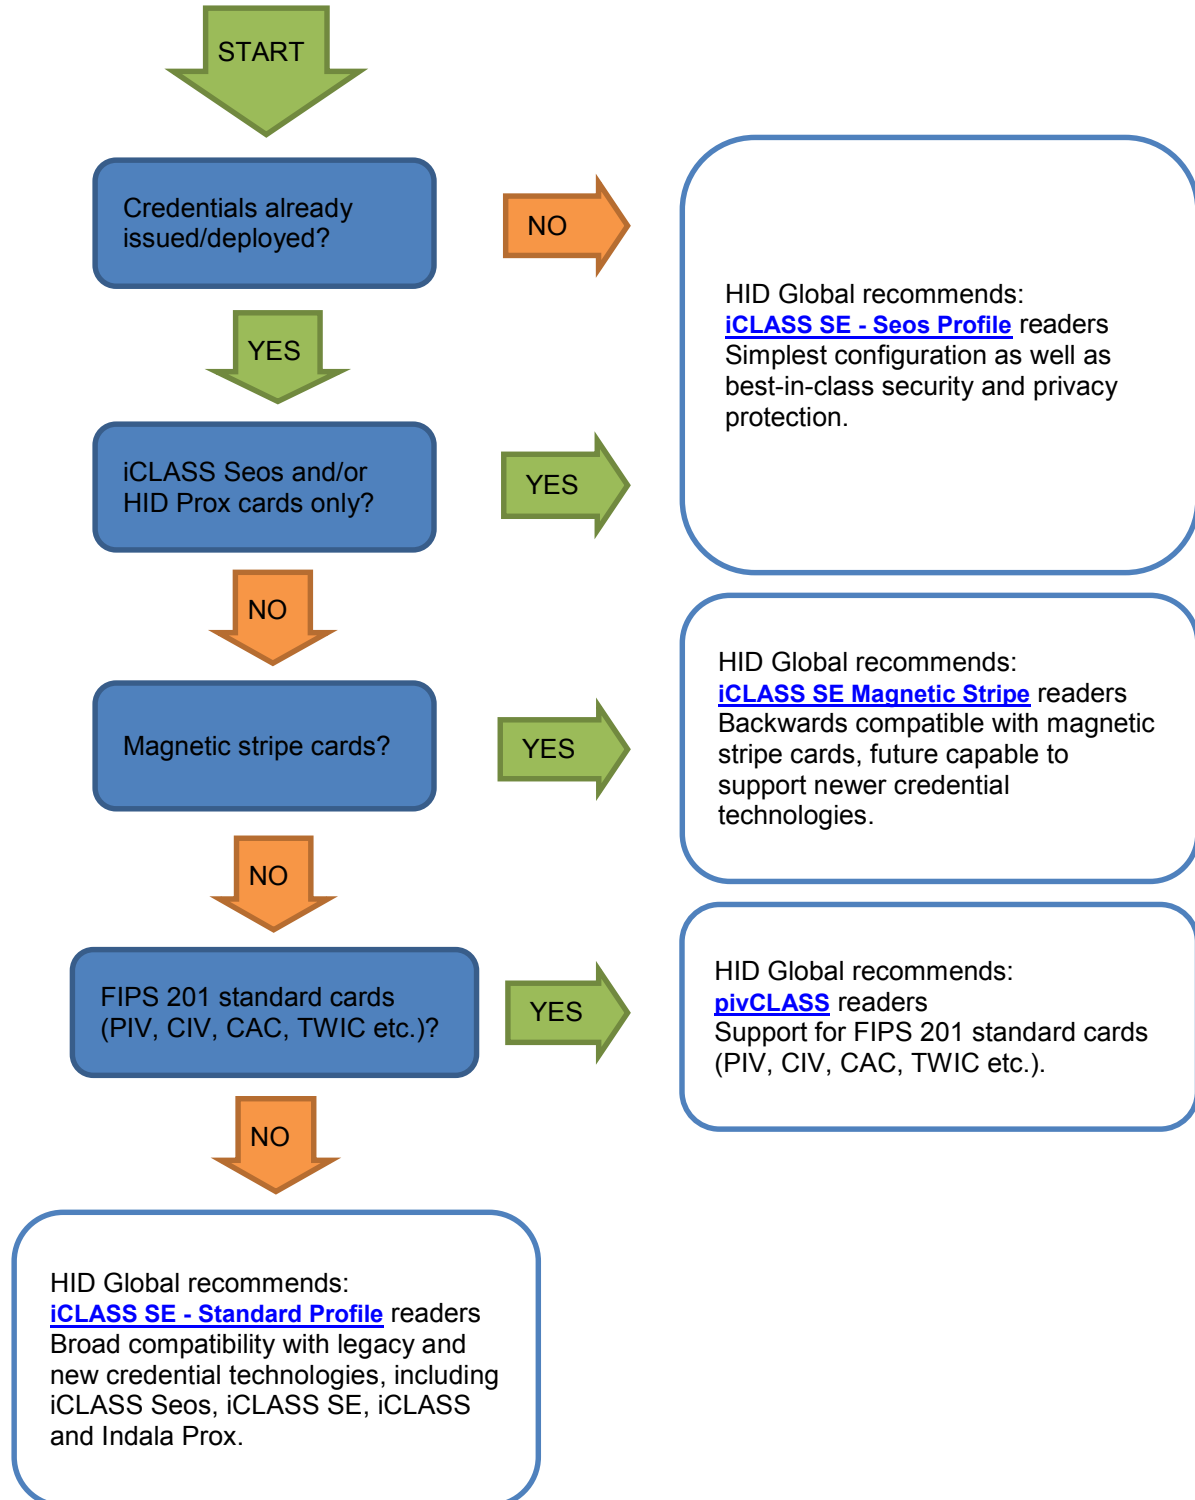 START
Credentials already
issued/deployed?
NO
HID Global recommends:
iCLASS SE - Seos Profile readers
Simplest configuration as well as
best-in-class security and privacy
protection.
YES
iCLASS Seos and/or
HID Prox cards only?
YES
NO
Magnetic stripe cards?
YES
HID Global recommends:
iCLASS SE Magnetic Stripe readers
Backwards compatible with magnetic
stripe cards, future capable to
support newer credential
technologies.
NO
FIPS 201 standard cards
(PIV, CIV, CAC, TWIC etc.)?
YES
HID Global recommends:
pivCLASS readers
Support for FIPS 201 standard cards
(PIV, CIV, CAC, TWIC etc.).
NO
HID Global recommends:
iCLASS SE - Standard Profile readers
Broad compatibility with legacy and
new credential technologies, including
iCLASS Seos, iCLASS SE, iCLASS
and Indala Prox.